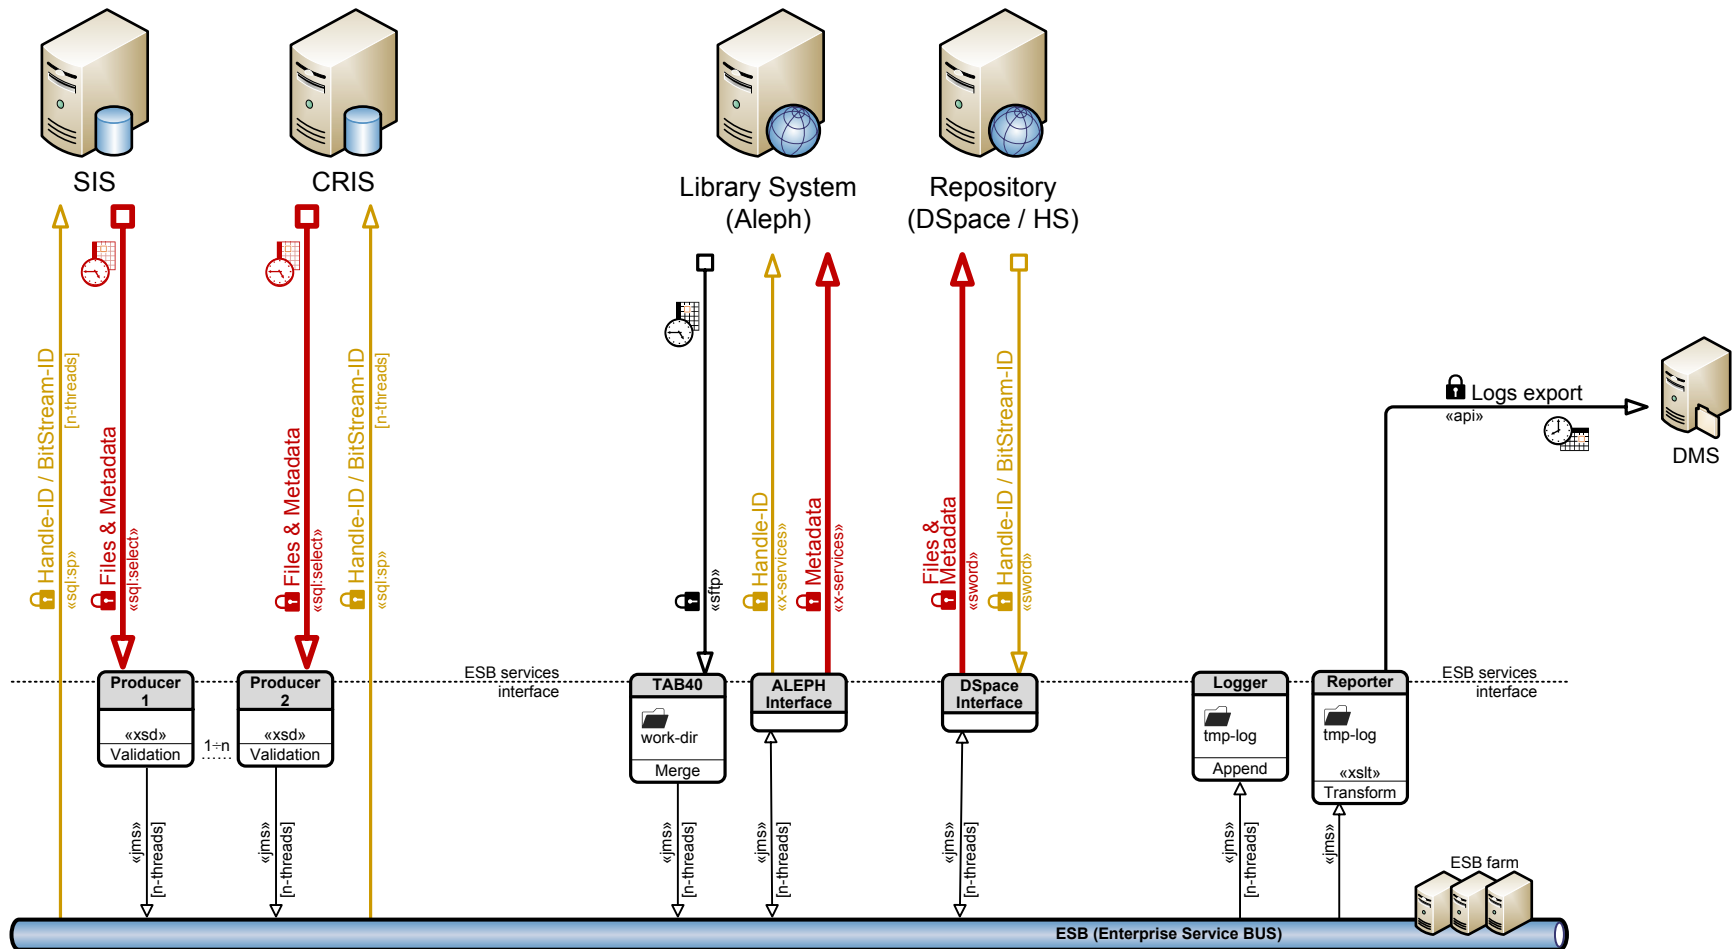 SIS
CRIS
Library System
(Aleph)
Repository
(DSpace / HS)
Handle-ID / BitStream-ID
[n-threads]
«sql:sp»
Files & Metadata
«sql:select»
Files & Metadata
«sql:select»
Handle-ID / BitStream-ID
[n-threads]
«sql:sp»
«sftp»
Handle-ID
«x-services»
Metadata
«x-services»
Files &
Metadata
«sword»
Handle-ID / BitStream-ID
«sword»
Logs export
«api»
DMS
ESB services
interface
ESB services
interface
Producer
1
«xsd»
Validation
1÷n
......
Producer
2
«xsd»
Validation
TAB40
work-dir
Merge
ALEPH
Interface
DSpace
Interface
Logger
tmp-log
Append
Reporter
tmp-log
«xslt»
Transform
«jms»
[n-threads]
«jms»
[n-threads]
«jms»
[n-threads]
«jms»
[n-threads]
«jms»
[n-threads]
«jms»
[n-threads]
«jms»
ESB farm
ESB (Enterprise Service BUS)